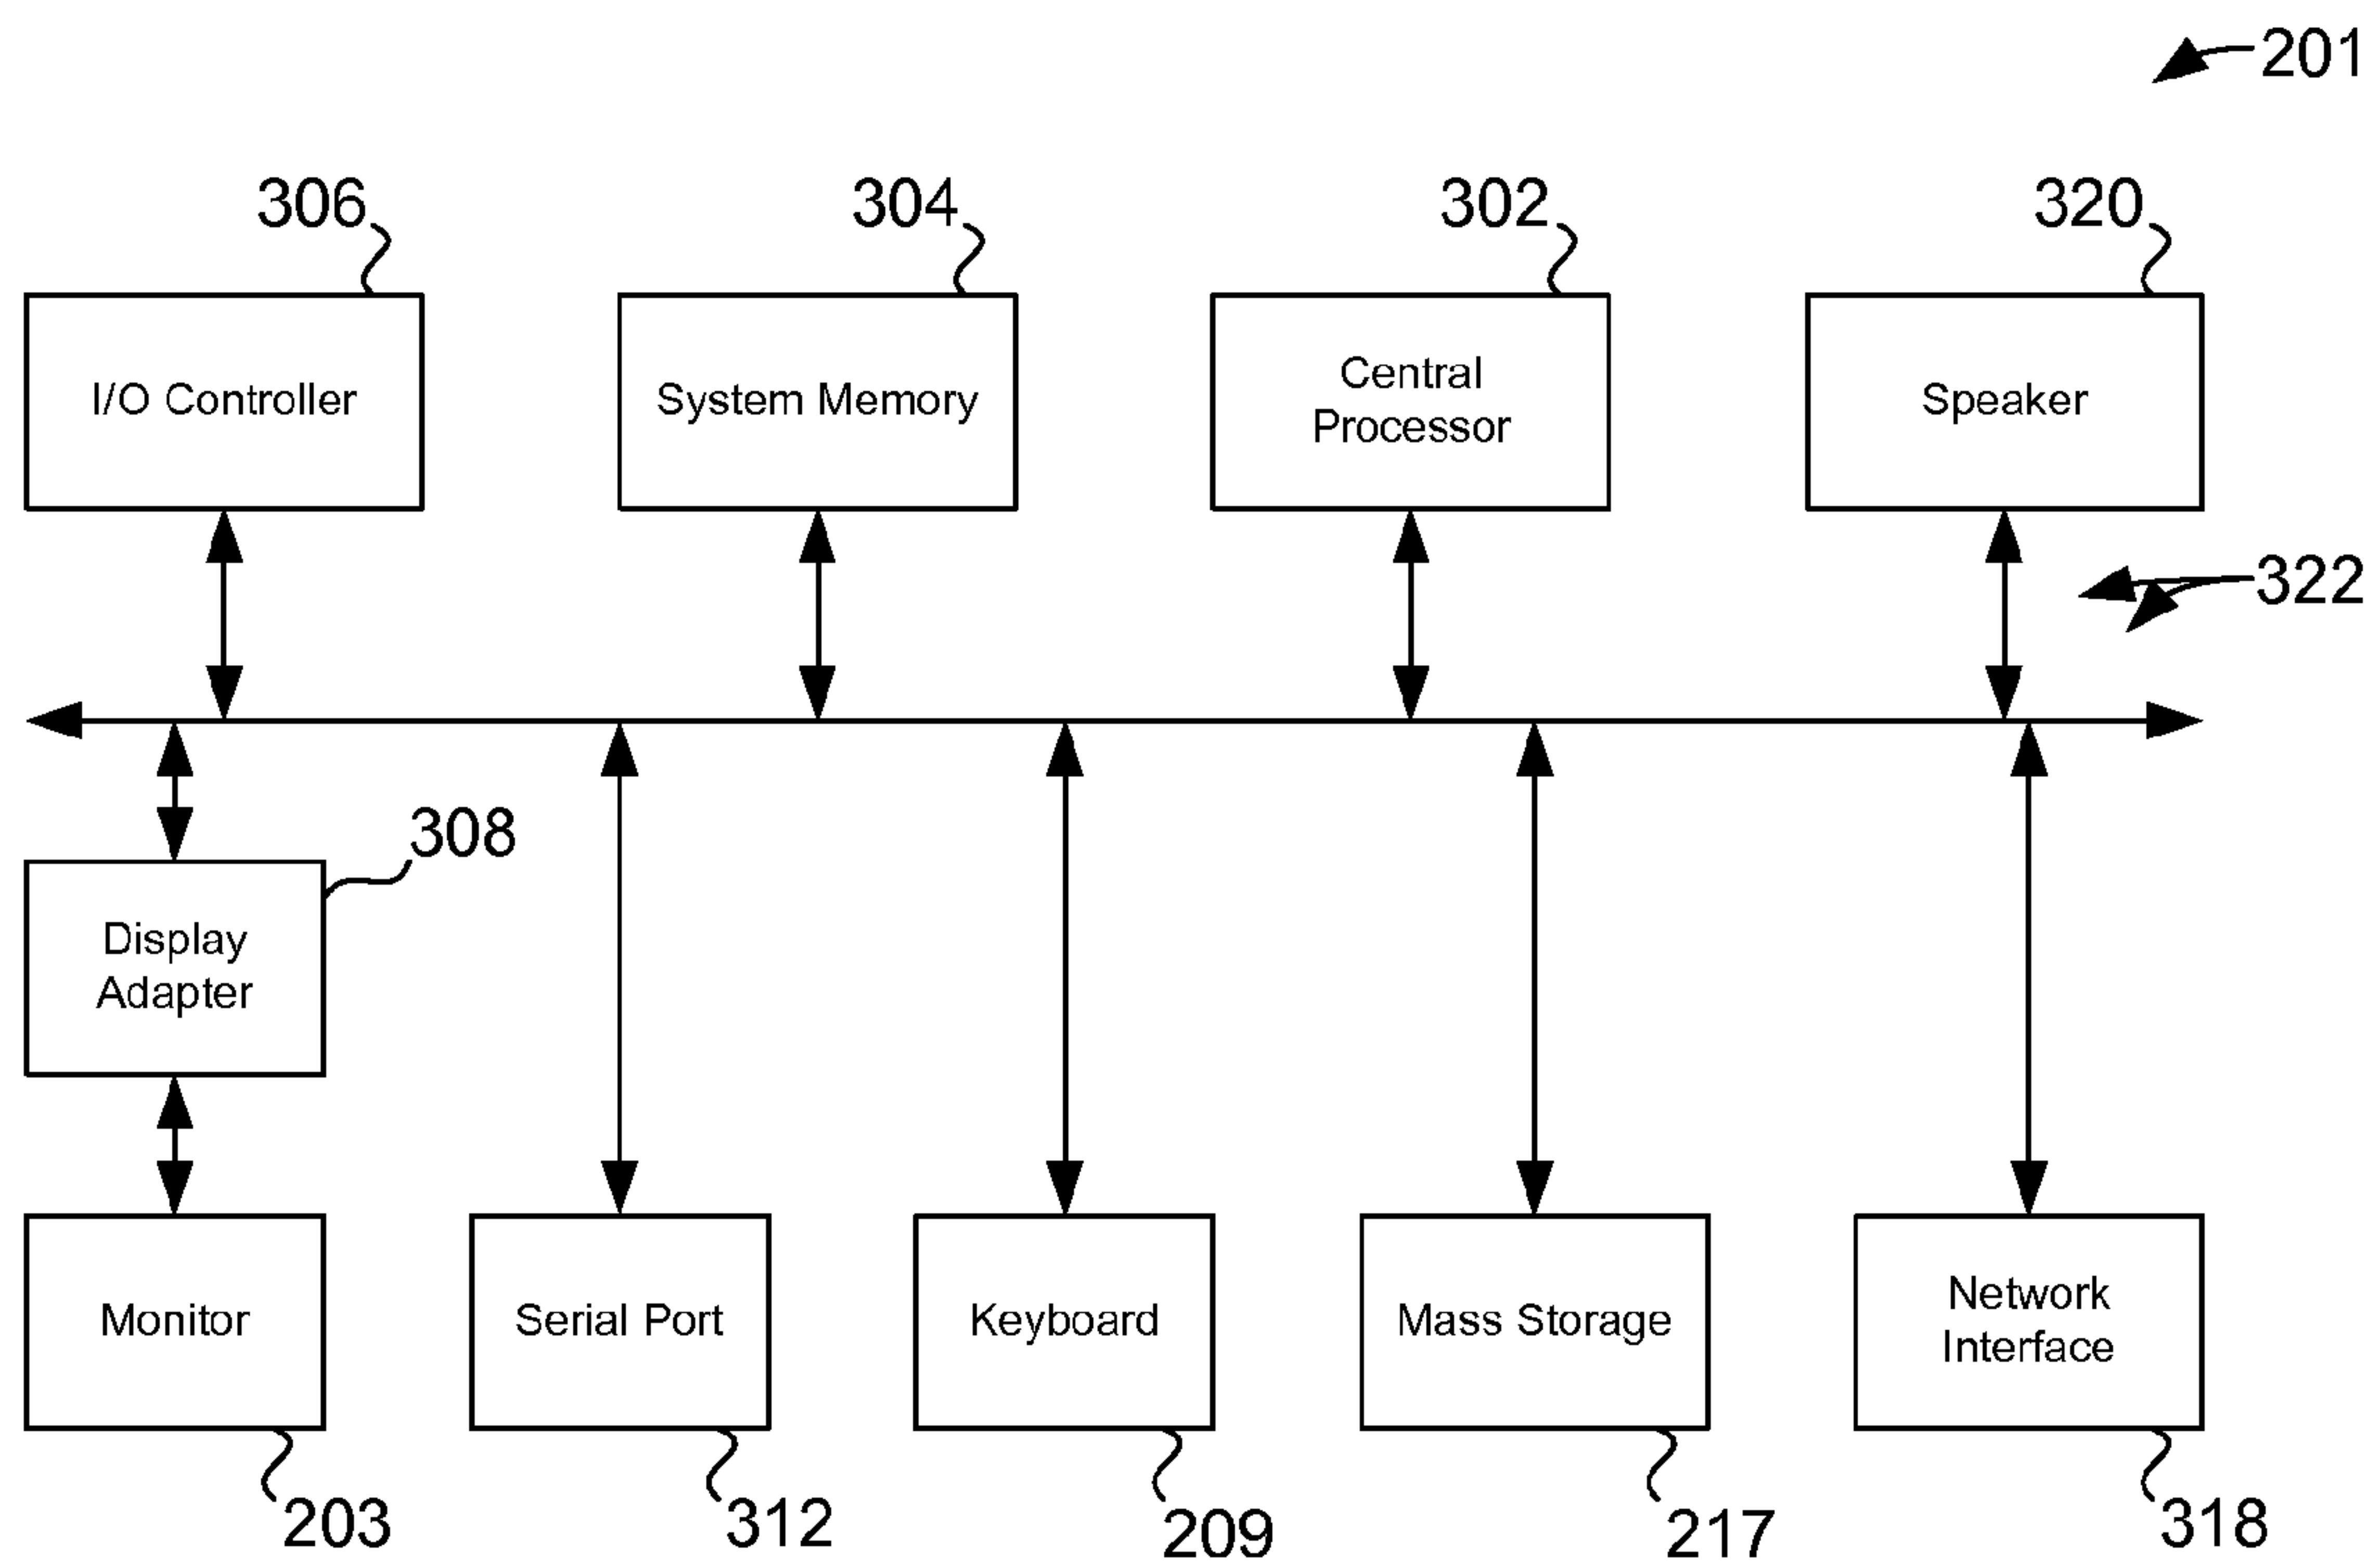 201
306
304
302
320
I/O Controller
System Memory
Central
Processor
Speaker
322
308
Display
Adapter
Monitor
Serial Port
Keyboard
Mass Storage
Network
Interface
203
312
209
217
318